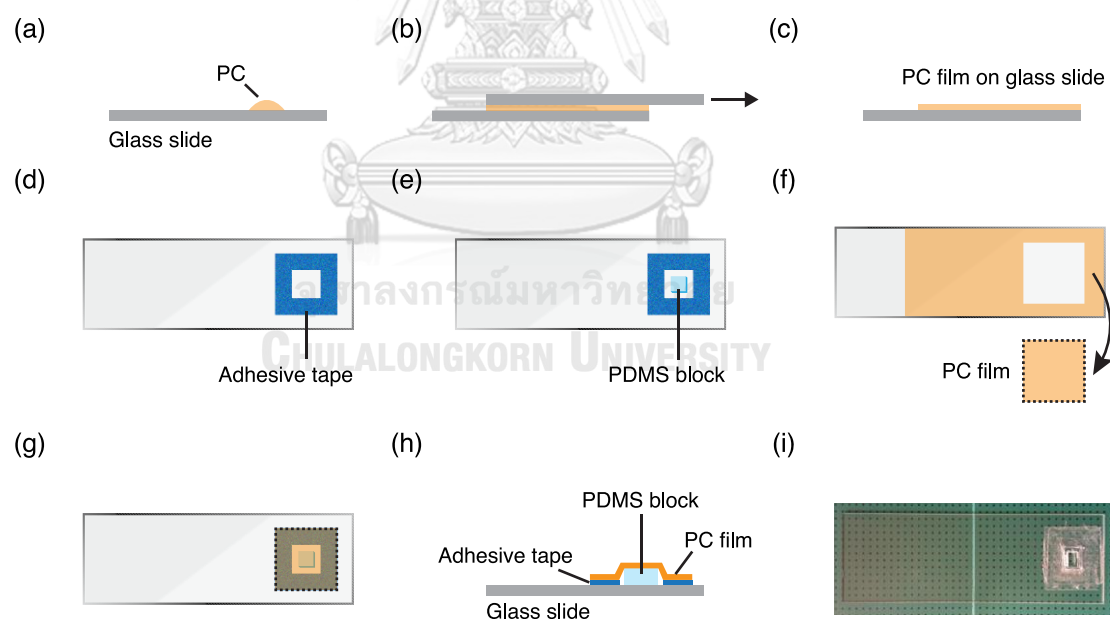 (a)
(b)
(c)
PC
PC film on glass slide
Glass slide
(d)
(e)
(f)
จุฬาลงกรณ์มหาวิทยาลัย
CHULALONGKORN UNIVERSITY
Adhesive tape
PDMS block
PC film
(g)
(h)
(i)
PDMS block
Adhesive tape
PC film
Glass slide